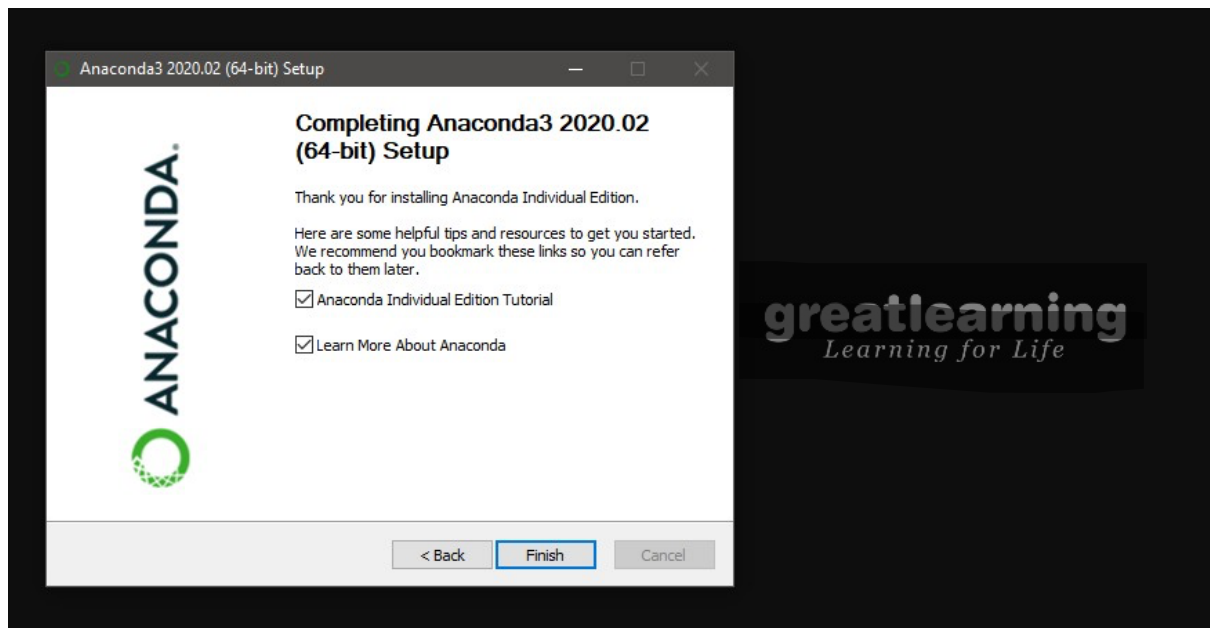 Anaconda3 2020.02 (64-bit) Setup
ANACONDA.
Completing Anaconda3 2020.02
(64-bit) Setup
Thank you for installing Anaconda Individual Edition.
Here are some helpful tips and resources to get you started.
We recommend you bookmark these links so you can refer
back to them later.
Anaconda Individual Edition Tutorial
Learn More About Anaconda
< Back
Finish
Cancel
greatlearning
Learning for Life